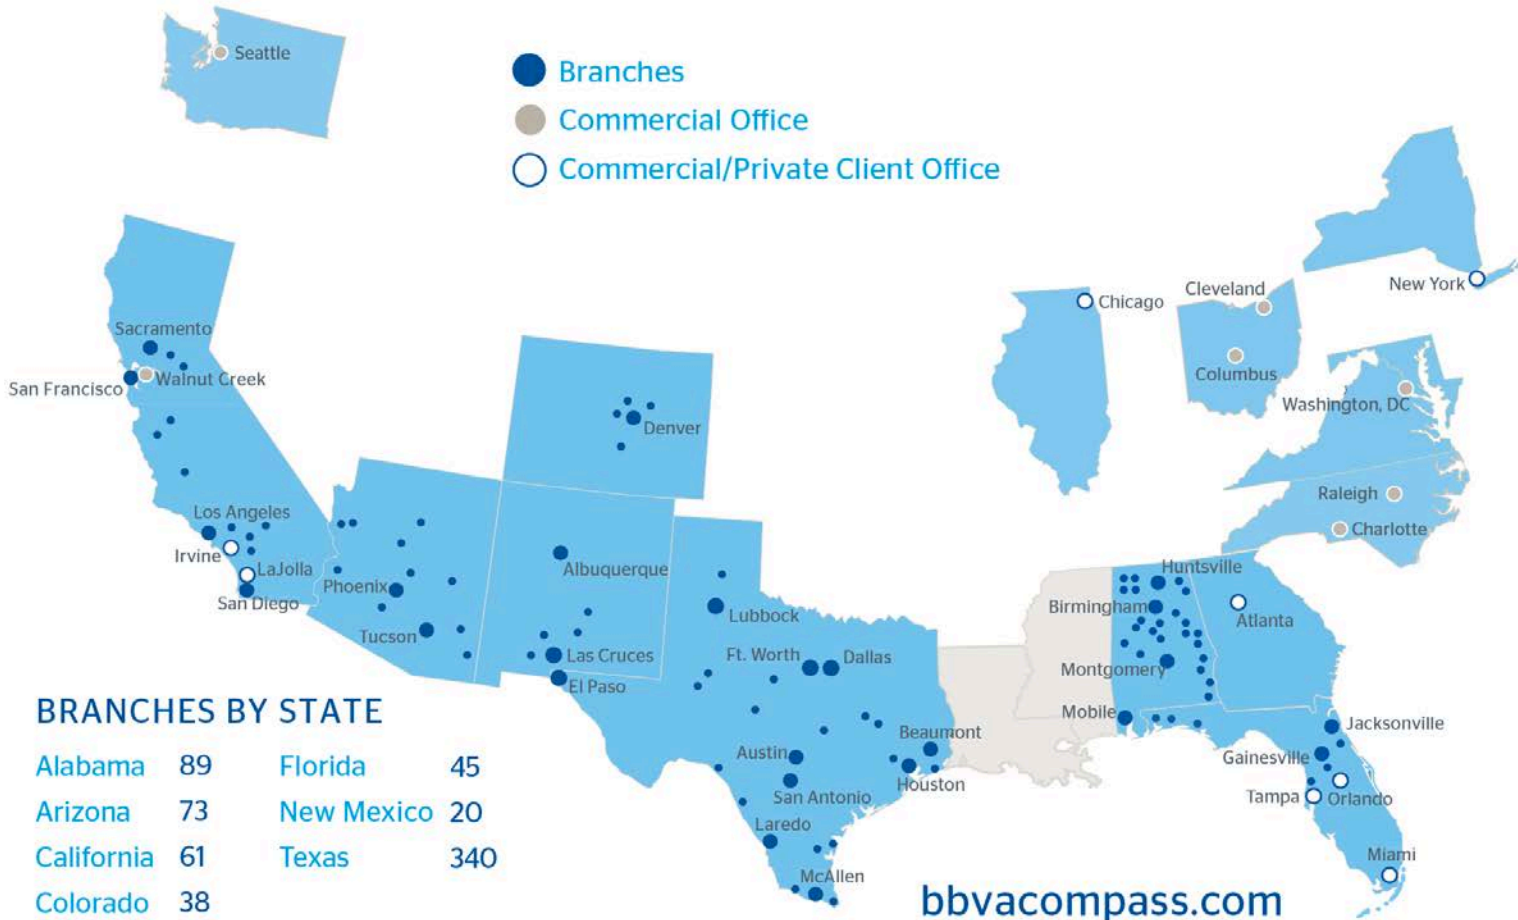 Seattle
Branches
Commercial Office
Commercial/Private Client Office
New York
Chicago
Cleveland
Columbus
Washington, DC
Raleigh
Charlotte
Sacramento
San Francisco
Walnut Creek
Los Angeles
Irvine
LaJolla
San Diego
Denver
Phoenix
Tucson
Albuquerque
Las Cruces
El Paso
Lubbock
Ft. Worth
Dallas
Austin
San Antonio
Beaumont
Houston
Laredo
McAllen
Huntsville
Birmingham
Montgomery
Mobile
Atlanta
Jacksonville
Gainesville
Tampa
Orlando
Miami
BRANCHES BY STATE
Alabama 89 Florida 45
Arizona 73 New Mexico 20
California 61 Texas 340
Colorado 38
bbvacompass.com